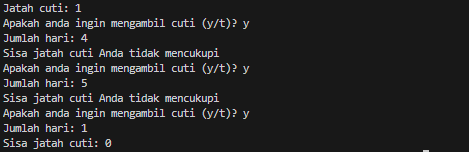 Jatah cuti: 1
Apakah anda ingin mengambil cuti (y/t)? y
Jumlah hari: 4
Sisa jatah cuti Anda tidak mencukupi
Apakah anda ingin mengambil cuti (y/t)? y
Jumlah hari: 5
Sisa jatah cuti Anda tidak mencukupi
Apakah anda ingin mengambil cuti (y/t)? y
Jumlah hari: 1
Sisa jatah cuti: 0